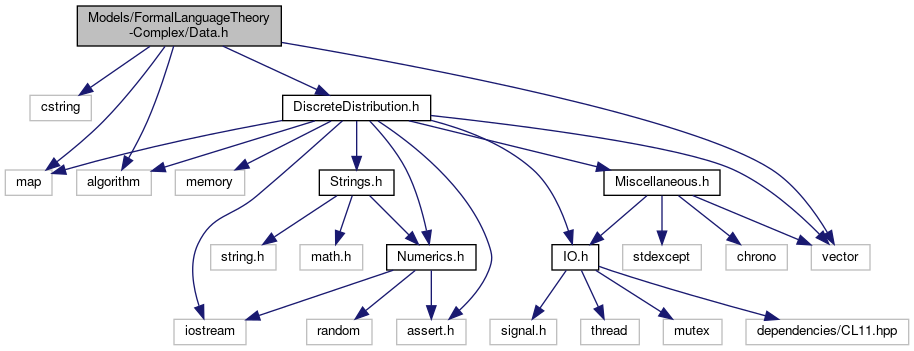 Models/FormalLanguageTheory
-Complex/Data.h
cstring
DiscreteDistribution.h
map
algorithm
memory
Strings.h
Miscellaneous.h
string.h
math.h
Numerics.h
IO.h
stdexcept
chrono
vector
iostream
random
assert.h
signal.h
thread
mutex
dependencies/CL11.hpp